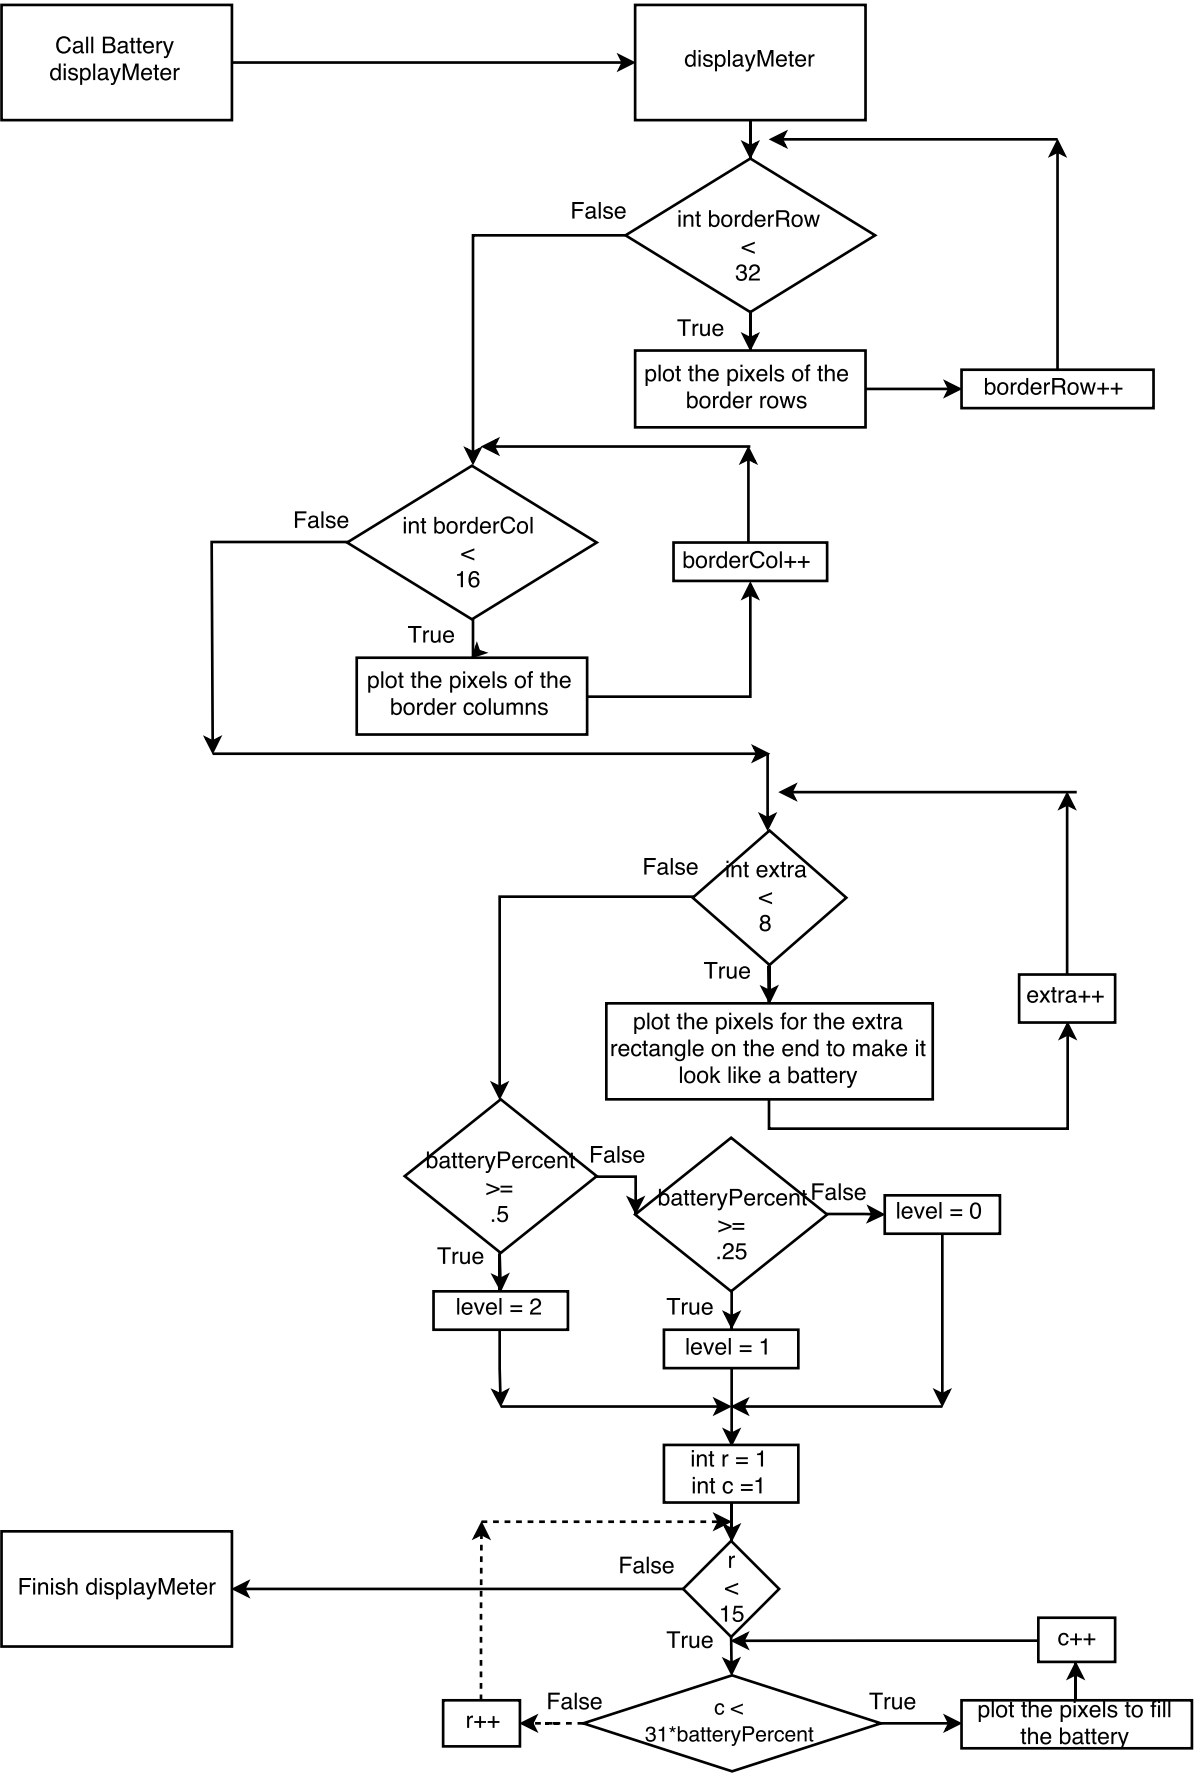 Call Battery
displayMeter
displayMeter
False
int borderRow
<
32
True
plot the pixels of the
border rows
borderRow++
False
int borderCol
<
16
borderCol++
True
plot the pixels of the
border columns
False
int extra
<
8
True
extra++
plot the pixels for the extra
rectangle on the end to make it
look like a battery
batteryPercent
>=
.5
False
batteryPercent
>=
.25
False
level = 0
True
level = 2
True
level = 1
int r = 1
int c =1
False
r
<
15
Finish displayMeter
True
c++
False
c <
31*batteryPercent
True
r++
plot the pixels to fill
the battery